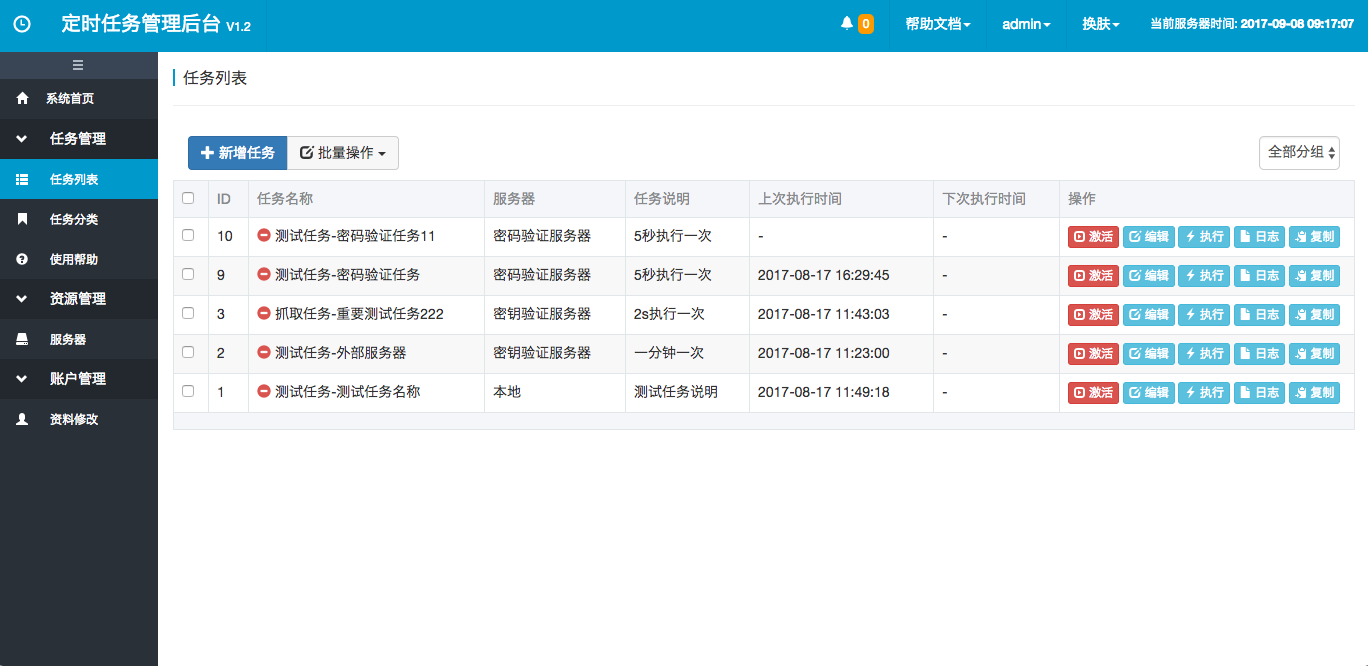 定时任务管理后台 V1.2
0
帮助文档
admin
换肤
当前服务器时间: 2017-09-08 09:17:07
系统首页
任务管理
任务列表
任务分类
使用帮助
资源管理
服务器
账户管理
资料修改
任务列表
新增任务 批量操作
全部分组
ID 任务名称 服务器 任务说明 上次执行时间 下次执行时间 操作
10 测试任务-密码验证任务11 密码验证服务器 5秒执行一次 - - 激活 编辑 执行 日志 复制
9 测试任务-密码验证任务 密码验证服务器 5秒执行一次 2017-08-17 16:29:45 - 激活 编辑 执行 日志 复制
3 抓取任务-重要测试任务222 密钥验证服务器 2s执行一次 2017-08-17 11:43:03 - 激活 编辑 执行 日志 复制
2 测试任务-外部服务器 密钥验证服务器 一分钟一次 2017-08-17 11:23:00 - 激活 编辑 执行 日志 复制
1 测试任务-测试任务名称 本地 测试任务说明 2017-08-17 11:49:18 - 激活 编辑 执行 日志 复制